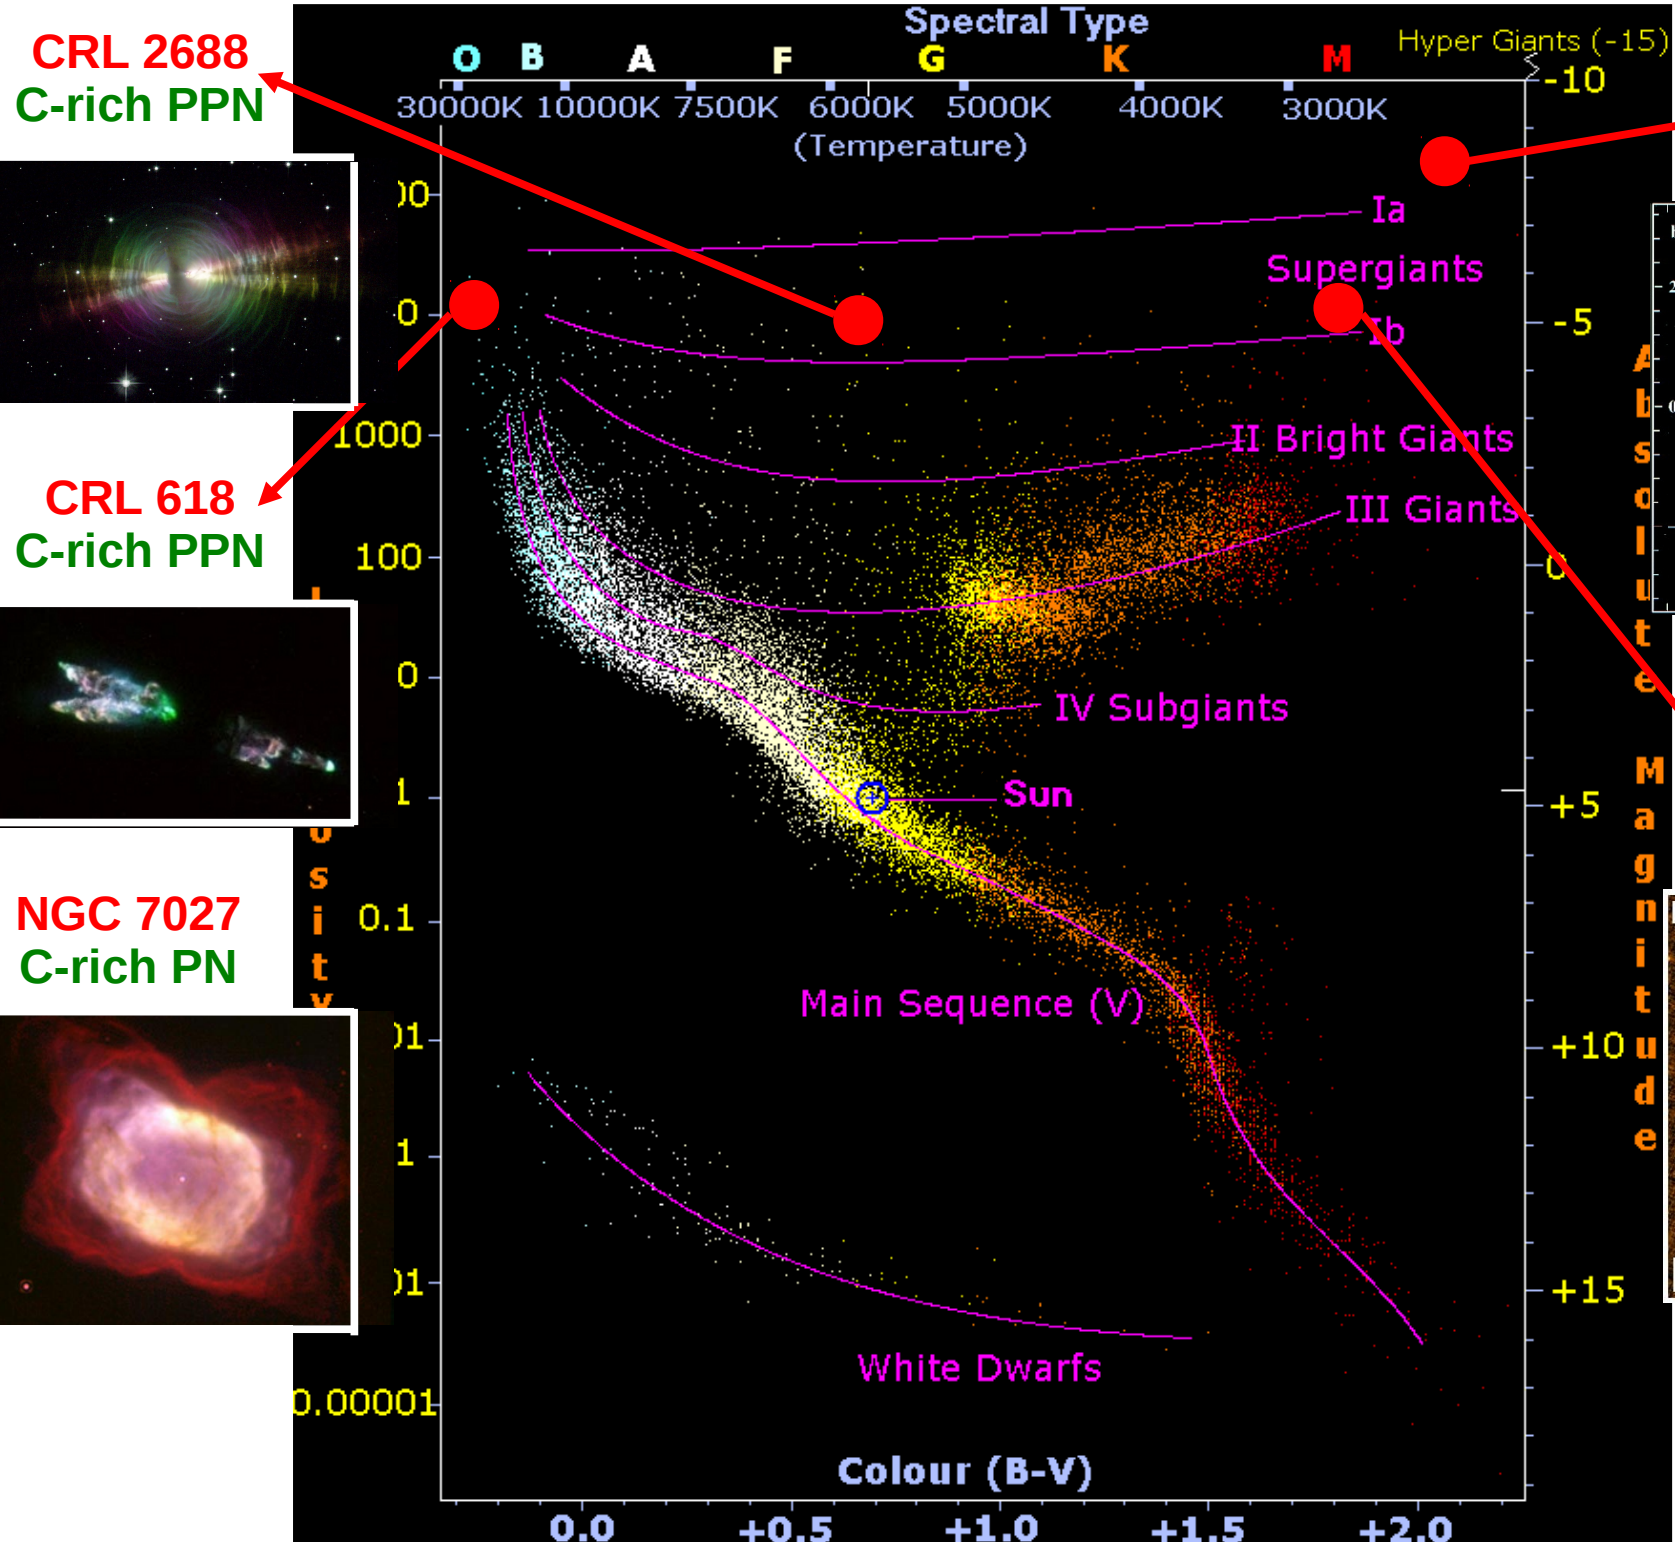 CRL 2688
C-rich PPN
CRL 618
C-rich PPN
NGC 7027
C-rich PN
Spectral Type
Hyper Giants (-15)
O B A F G K M
30000K 10000K 7500K 6000K 5000K 4000K 3000K
(Temperature)
-10
-5
0
+5
+10
+15
1000
100
1
0.1
0.00001
Ia
Supergiants
Ib
II Bright Giants
III Giants
IV Subgiants
Sun
Main Sequence (V)
White Dwarfs
Absolute Magnitude
Colour (B-V)
0.0 +0.5 +1.0 +1.5 +2.0